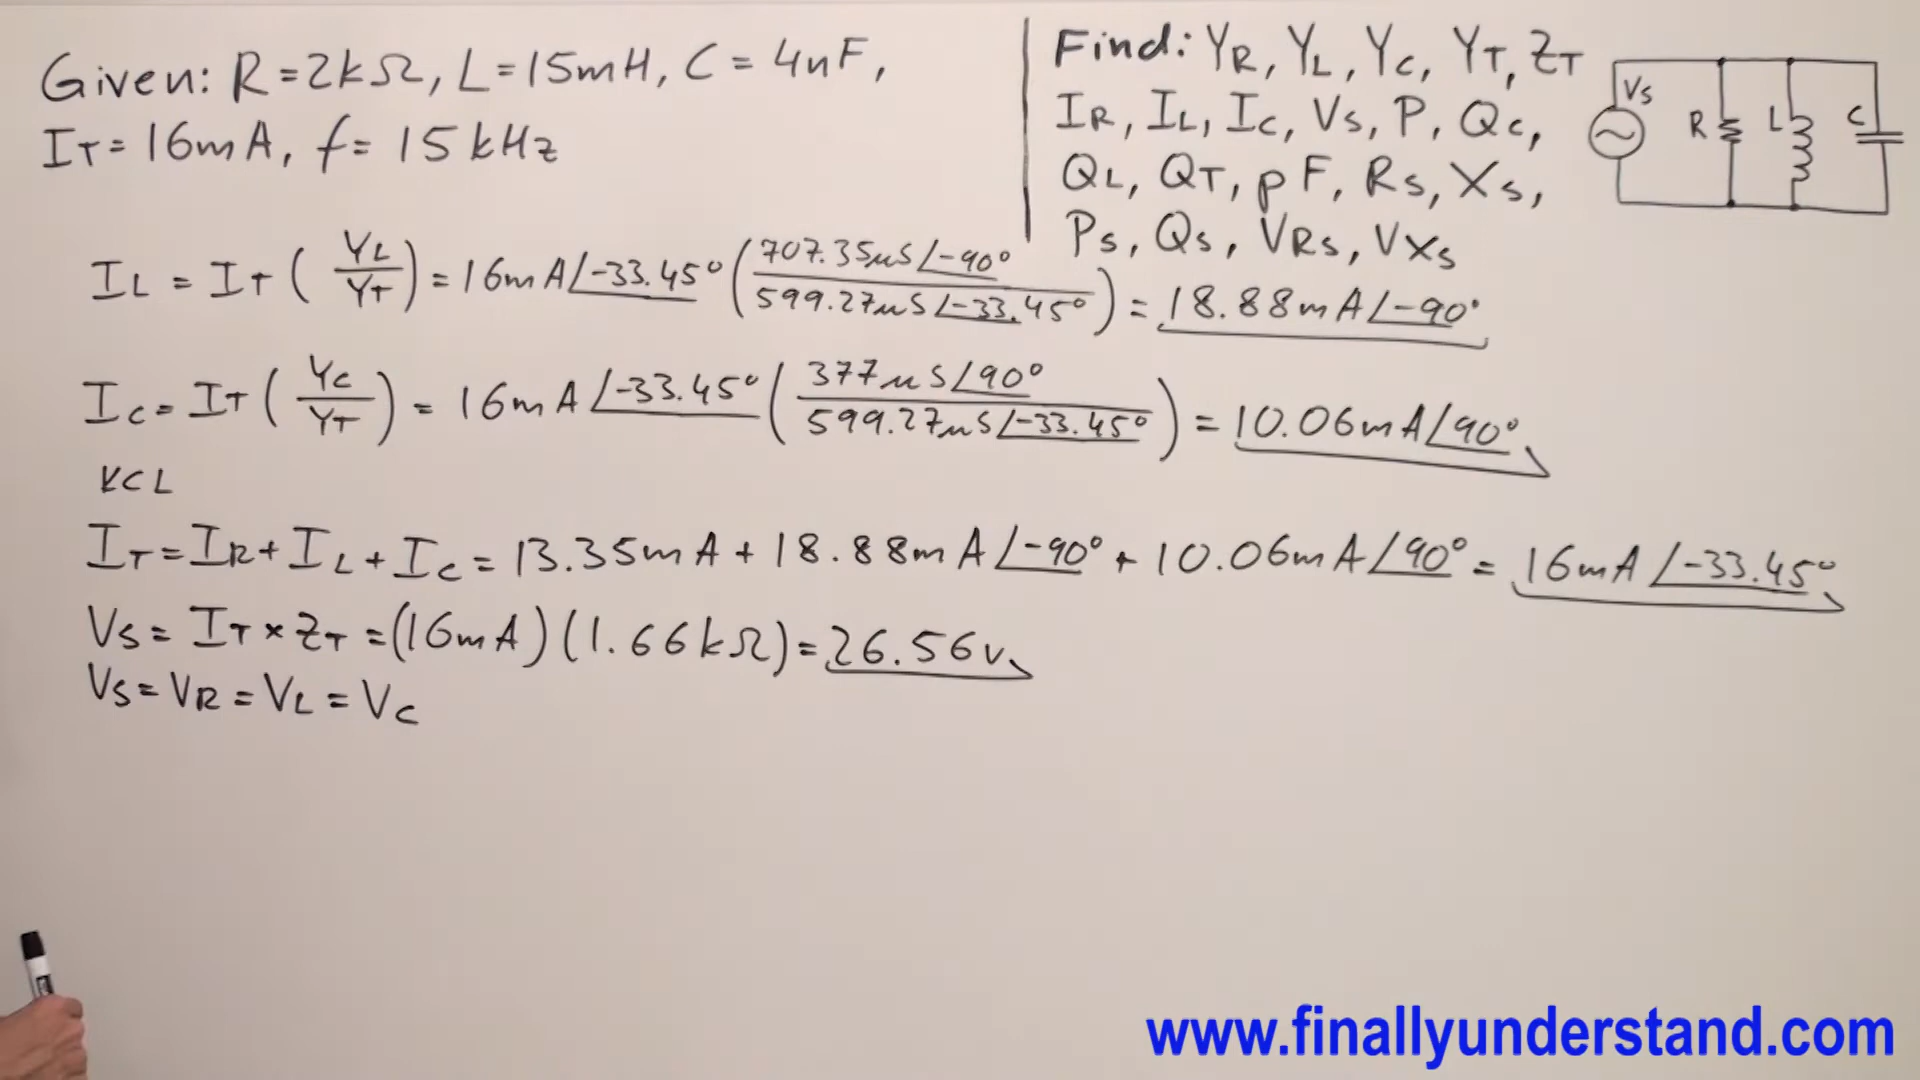 Given: R=2kΩ, L=15mH, C=4nF,
IT=16mA, f=15kHz
Find: YR, YL, YC, YT, ZT
IR, IL, IC, VS, P, QC,
QL, QT, pF, RS, XS,
PS, QS, VRS, VXS
VS
R
L
C
IL = IT (YL/YT) = 16mA∠-33.45° (707.35μS∠-90° / 599.27μS∠-33.45°) = 18.88mA∠-90°
IC = IT (YC/YT) = 16mA∠-33.45° (377μS∠90° / 599.27μS∠-33.45°) = 10.06mA∠90°
KCL
IT = IR + IL + IC = 13.35mA + 18.88mA∠-90° + 10.06mA∠90° = 16mA∠-33.45°
VS = IT × ZT = (16mA)(1.66kΩ) = 26.56v
VS = VR = VL = VC
www.finallyunderstand.com